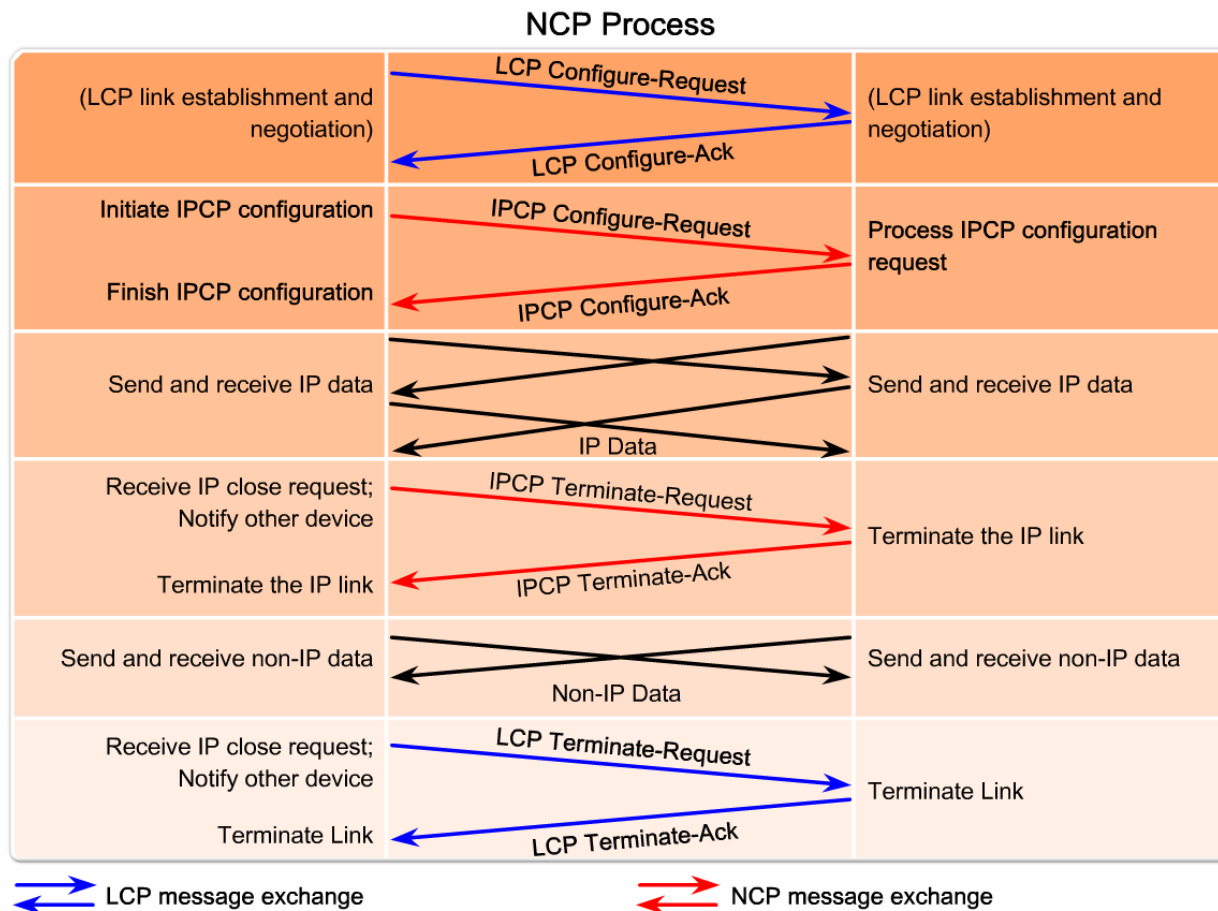 NCP Process
(LCP link establishment and
negotiation)
LCP Configure-Request
LCP Configure-Ack
(LCP link establishment and
negotiation)
Initiate IPCP configuration
Finish IPCP configuration
IPCP Configure-Request
IPCP Configure-Ack
Process IPCP configuration
request
Send and receive IP data
IP Data
Send and receive IP data
Receive IP close request;
Notify other device
Terminate the IP link
IPCP Terminate-Request
IPCP Terminate-Ack
Terminate the IP link
Send and receive non-IP data
Non-IP Data
Send and receive non-IP data
Receive IP close request;
Notify other device
Terminate Link
LCP Terminate-Request
LCP Terminate-Ack
Terminate Link
LCP message exchange
NCP message exchange